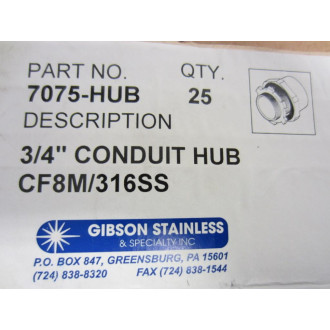 PART NO. QTY.
7075-HUB 25
DESCRIPTION
3/4" CONDUIT HUB
CF8M/316SS
GIBSON STAINLESS
& SPECIALTY INC
P.O. BOX 847, GREENSBURG, PA 15601
(724) 838-8320 FAX (724) 838-1544